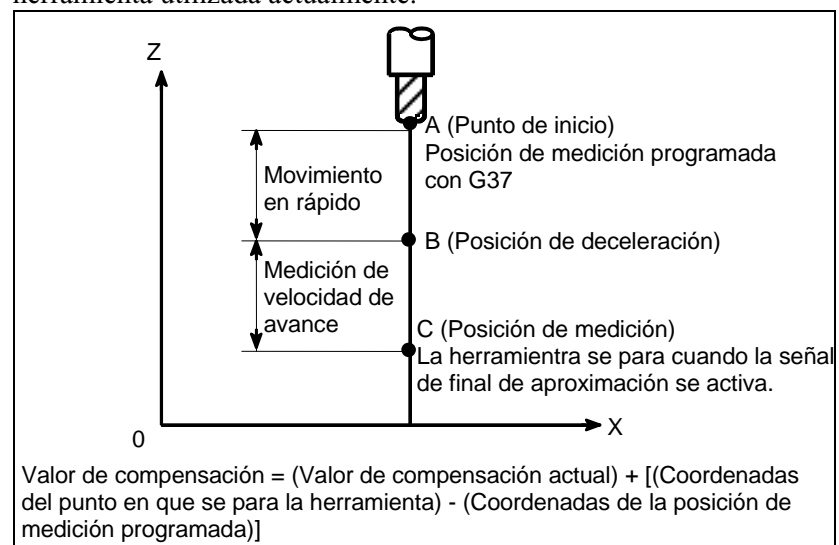 herramienta utilizada actualmente.
Z
A (Punto de inicio)
Posición de medición programada
con G37
Movimiento
en rápido
B (Posición de deceleración)
Medición de
velocidad de
avance
C (Posición de medición)
La herramientra se para cuando la señal
de final de aproximación se activa.
X
0
Valor de compensación = (Valor de compensación actual) + [(Coordenadas
del punto en que se para la herramienta) - (Coordenadas de la posición de
medición programada)]